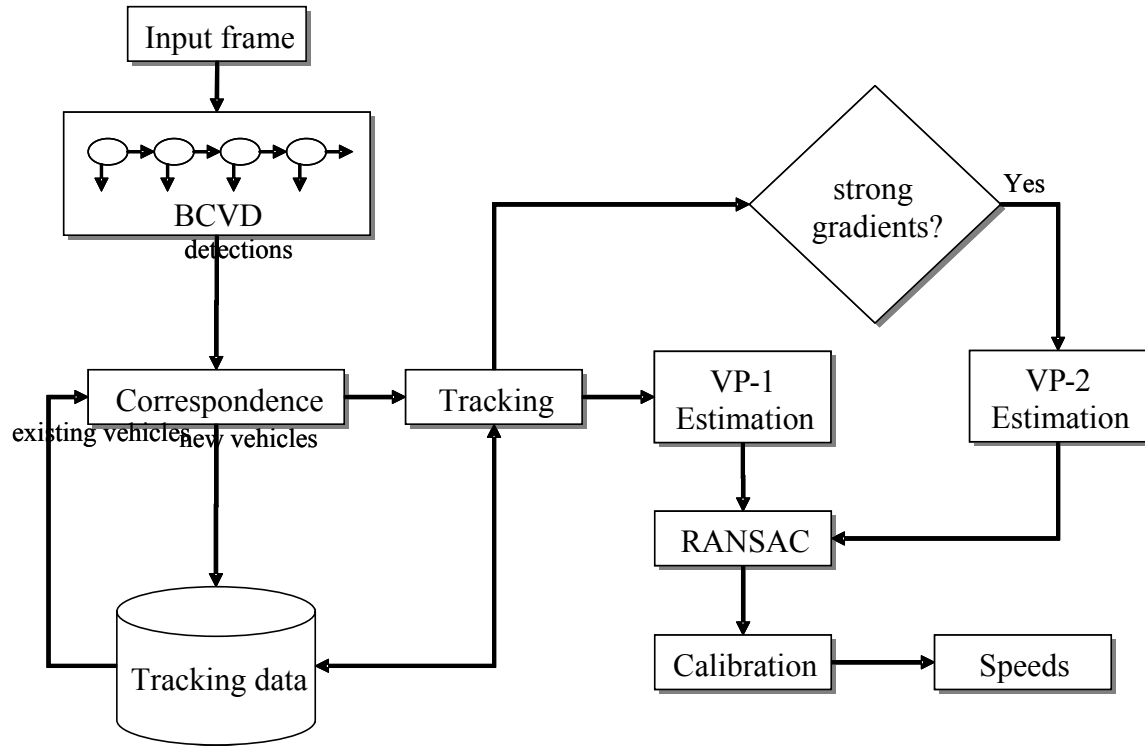 Input frame
BCVD
detections
strong
gradients?
Yes
Correspondence
existing vehicles
new vehicles
Tracking
VP-1
Estimation
VP-2
Estimation
RANSAC
Tracking data
Calibration
Speeds